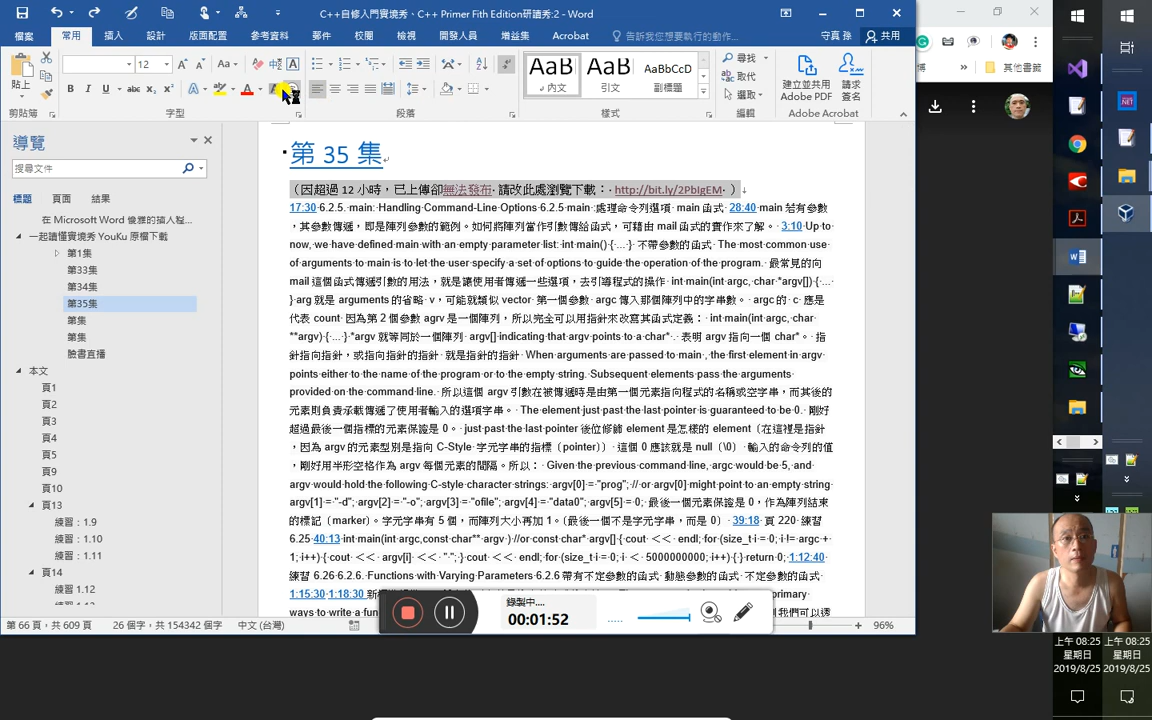 C++自修入門實境秀、C++ Primer Fith Edition研讀秀:2 - Word
檔案 常用 插入 設計 版面配置 參考資料 郵件 校閱 檢視 開發人員 增益集 Acrobat 告訴我您想要執行的動作... 守真 孫 共用
貼上 12 Aa 尋找 取代 選取
AaB AaB AaBbCcD
內文 引文 副標題
建立並共用 Adobe PDF
請求簽名
剪貼簿 字型 段落 樣式 Adobe Acrobat
其他書籤
導覽
搜尋文件
標題 頁面 結果
在 Microsoft Word 優雅的插入程...
一起讀懂實境秀 YouKu 原檔下載
第1集
第33集
第34集
第35集
第集
第集
臉書直播
本文
頁1
頁2
頁3
頁4
頁5
頁9
頁10
頁13
練習：1.9
練習：1.10
練習：1.11
頁14
練習 1.12
第 35 集
（因超過 12 小時，已上傳卻無法發布，請改此處瀏覽下載： http://bit.ly/2PbIgEM ）
17:30 6.2.5. main: Handling Command-Line Options 6.2.5 main :處理命令列選項 main 函式 28:40 main 若有參數
，其參數傳遞，即是陣列參數的範例。如何將陣列當作引數傳給函式，可藉由 mail 函式的實作來了解。 3:10 Up to
now, we have defined main with an empty parameter list: int main() { ... } 不帶參數的函式 The most common use
of arguments to main is to let the user specify a set of options to guide the operation of the program. 最常見的向
mail 這個函式傳遞引數的用法，就是讓使用者傳遞一些選項，去引導程式的操作 int main(int argc, char *argv[]) { ...
} arg 就是 arguments 的省略 v，可能就類似 vector 第一個參數 argc 傳入那個陣列中的字串數。 argc 的 c 應是
代表 count 因為第 2 個參數 agrv 是一個陣列，所以完全可以用指針來改寫其函式定義： int main(int argc, char
**argv) { ... } *argv 就等同於一個陣列 argv[] indicating that argv points to a char*. 表明 argv 指向一個 char*。 指
針指向指針，或指向指針的指針 就是指針的指針 When arguments are passed to main , the first element in argv
points either to the name of the program or to the empty string. Subsequent elements pass the arguments
provided on the command line. 所以這個 argv 引數在被傳遞時是由第一個元素指向程式的名稱或空字串，而其後的
元素則負責承載傳遞了使用者輸入的選項字串。 The element just past the last pointer is guaranteed to be 0. 剛好
超過最後一個指標的元素保證是 0。 just past the last pointer 後位修飾 element 是怎樣的 element（在這裡是指針
，因為 argv 的元素型別是指向 C-Style 字元字串的指標（pointer）） 這個 0 應該就是 null（\0） 輸入的命令列的值
，剛好用半形空格作為 argv 每個元素的間隔。所以： Given the previous command line, argc would be 5, and
argv would hold the following C-style character strings: argv[0] = "prog"; // or argv[0] might point to an empty string
argv[1] = "-d"; argv[2] = "-o"; argv[3] = "ofile"; argv[4] = "data0"; argv[5] = 0; 最後一個元素保證是 0，作為陣列結束
的標記（marker）。字元字串有 5 個，而陣列大小再加 1。（最後一個不是字元字串，而是 0） 39:18 頁 220 練習
6.25 40:13 int main(int argc,const char** argv )//or const char* argv[] { cout << endl; for (size_t i = 0; i != argc +
1; i++) { cout << argv[i] << " "; } cout << endl; for (size_t i = 0; i < 5000000000; i++) { } return 0; 1:12:40
練習 6.26 6.2.6. Functions with Varying Parameters 6.2.6 帶有不定參數的函式 動態參數的函式 不定參數的函式
1:15:30 1:18:30
ways to write a
錄製中....
00:01:52
第 66 頁，共 609 頁 26 個字，共 154342 個字 中文 (台灣) 96%
上午 08:25
星期日
2019/8/25
上午 08:25
星期日
2019/8/25